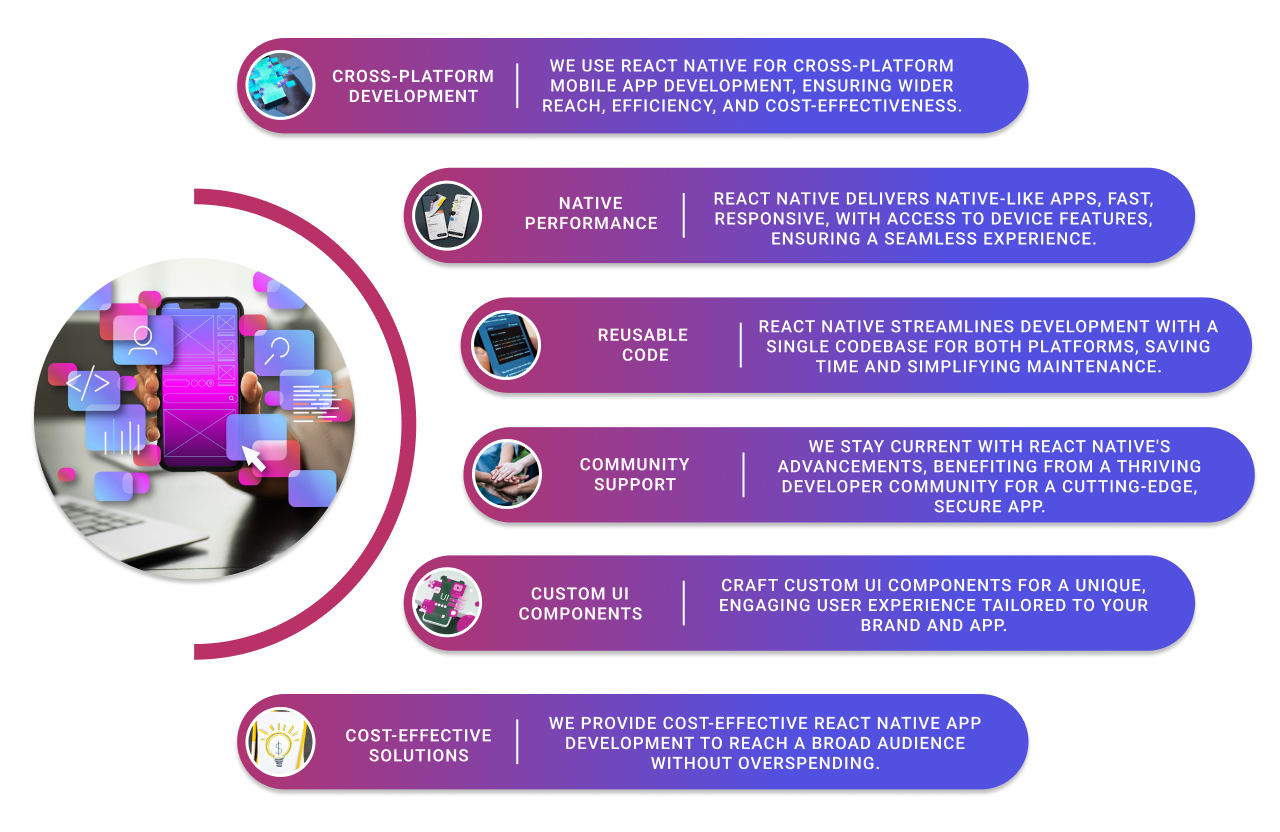 CROSS-PLATFORM
DEVELOPMENT
WE USE REACT NATIVE FOR CROSS-PLATFORM
MOBILE APP DEVELOPMENT, ENSURING WIDER
REACH, EFFICIENCY, AND COST-EFFECTIVENESS.
NATIVE
PERFORMANCE
REACT NATIVE DELIVERS NATIVE-LIKE APPS, FAST,
RESPONSIVE, WITH ACCESS TO DEVICE FEATURES,
ENSURING A SEAMLESS EXPERIENCE.
REUSABLE
CODE
REACT NATIVE STREAMLINES DEVELOPMENT WITH A
SINGLE CODEBASE FOR BOTH PLATFORMS, SAVING
TIME AND SIMPLIFYING MAINTENANCE.
COMMUNITY
SUPPORT
WE STAY CURRENT WITH REACT NATIVE'S
ADVANCEMENTS, BENEFITING FROM A THRIVING
DEVELOPER COMMUNITY FOR A CUTTING-EDGE,
SECURE APP.
UI
CUSTOM UI
COMPONENTS
CRAFT CUSTOM UI COMPONENTS FOR A UNIQUE,
ENGAGING USER EXPERIENCE TAILORED TO YOUR
BRAND AND APP.
$
COST-EFFECTIVE
SOLUTIONS
WE PROVIDE COST-EFFECTIVE REACT NATIVE APP
DEVELOPMENT TO REACH A BROAD AUDIENCE
WITHOUT OVERSPENDING.